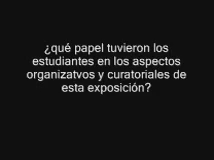 ¿qué papel tuvieron los
estudiantes en los aspectos
organizatvos y curatoriales de
esta exposición?